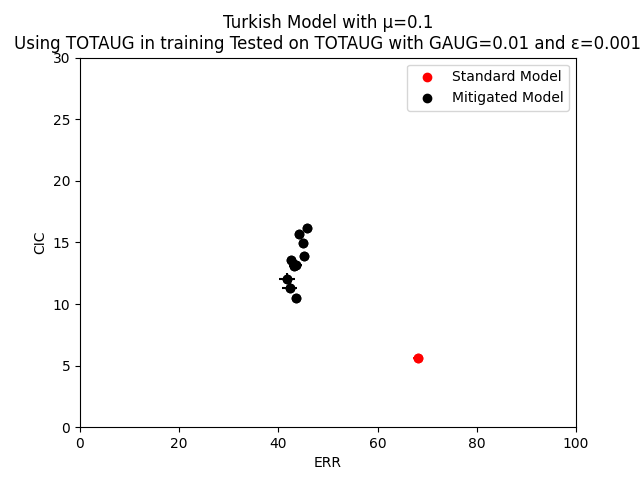 Turkish Model with μ=0.1
Using TOTAUG in training Tested on TOTAUG with GAUG=0.01 and ε=0.001
Standard Model
Mitigated Model
30
25
20
15
10
5
0
CIC
0 20 40 60 80 100
ERR